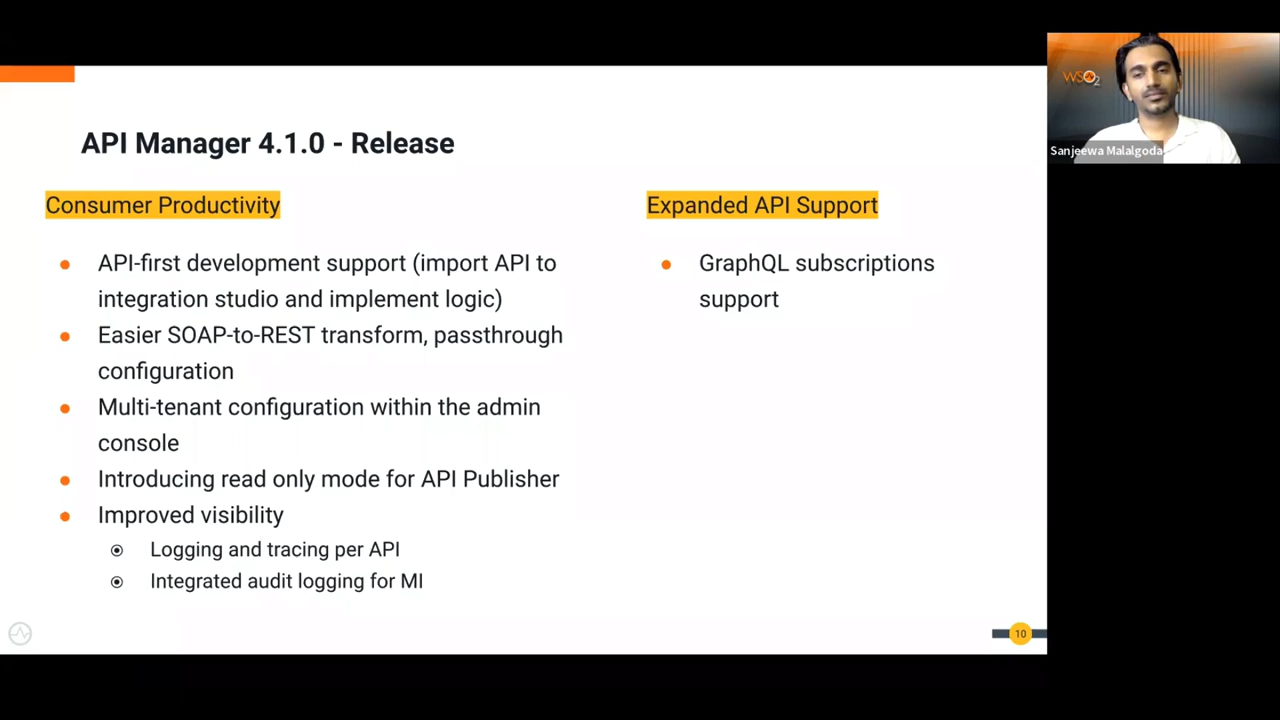 API Manager 4.1.0 - Release
Consumer Productivity
API-first development support (import API to
integration studio and implement logic)
Easier SOAP-to-REST transform, passthrough
configuration
Multi-tenant configuration within the admin
console
Introducing read only mode for API Publisher
Improved visibility
Logging and tracing per API
Integrated audit logging for MI
Expanded API Support
GraphQL subscriptions
support
10
WSO2
Sanjeewa Malalgoda